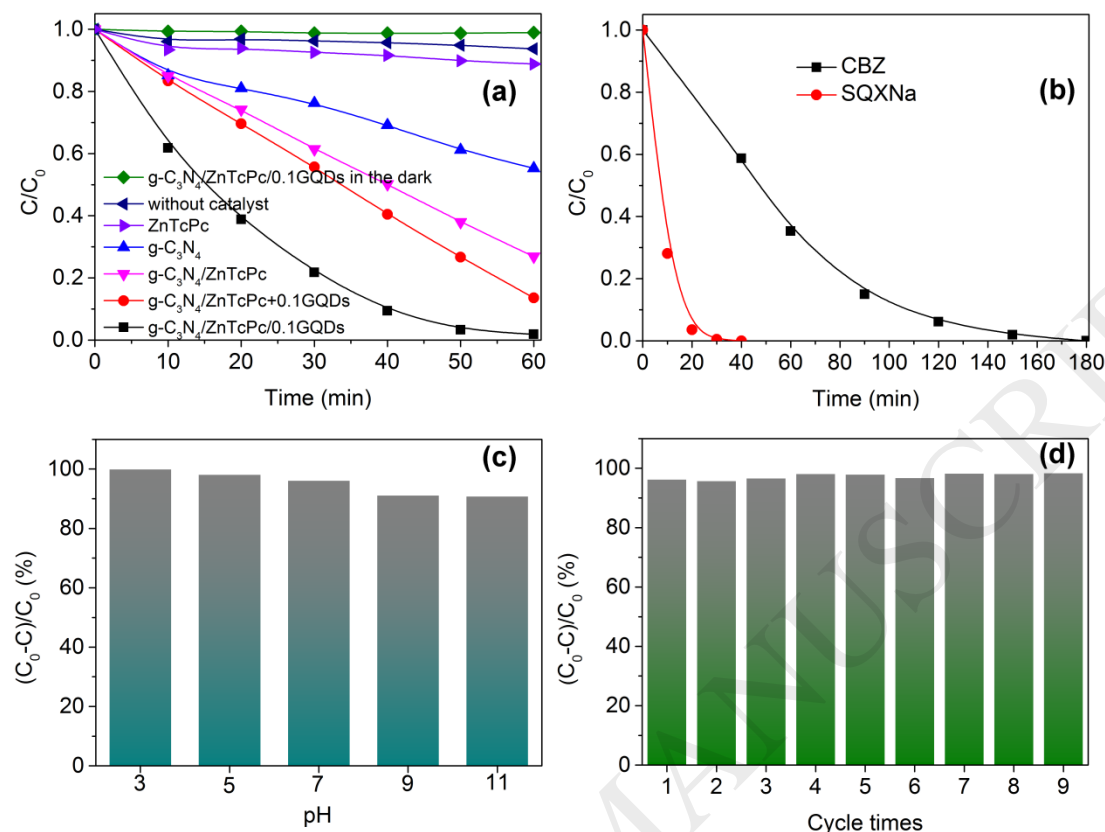 1.0
0.8
0.6
0.4
0.2
0.0
C/C₀
(a)
g-C₃N₄/ZnTcPc/0.1GQDs in the dark
without catalyst
ZnTcPc
g-C₃N₄
g-C₃N₄/ZnTcPc
g-C₃N₄/ZnTcPc+0.1GQDs
g-C₃N₄/ZnTcPc/0.1GQDs
0 10 20 30 40 50 60
Time (min)
1.0
0.8
0.6
0.4
0.2
0.0
C/C₀
(b)
CBZ
SQXNa
0 20 40 60 80 100 120 140 160 180
Time (min)
100
80
60
40
20
0
(C₀-C)/C₀ (%)
(c)
3 5 7 9 11
pH
100
80
60
40
20
0
(C₀-C)/C₀ (%)
(d)
1 2 3 4 5 6 7 8 9
Cycle times
MANUSCRI